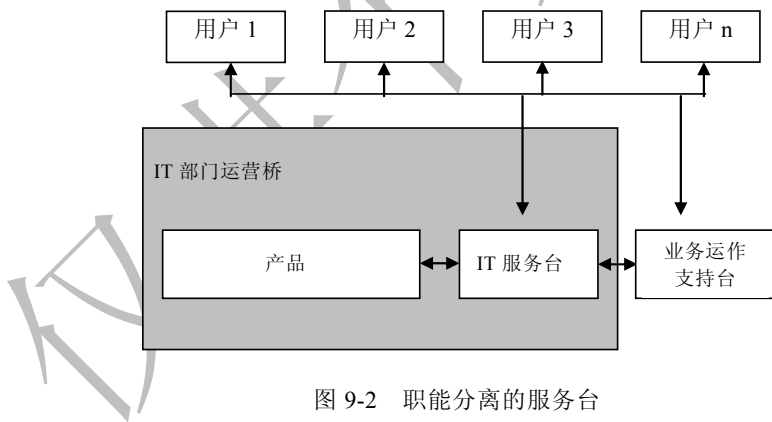 用户 1
用户 2
用户 3
用户 n
IT 部门运营桥
产品
IT 服务台
业务运作
支持台
图 9-2 职能分离的服务台